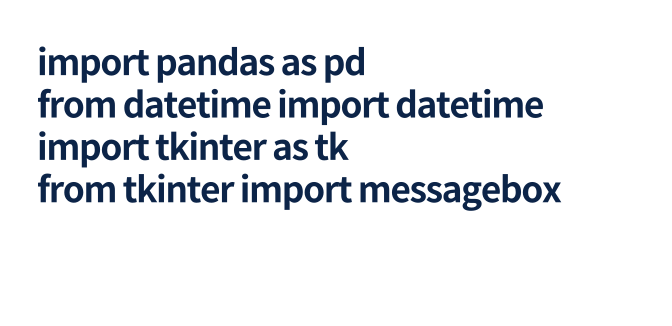 import pandas as pd
from datetime import datetime
import tkinter as tk
from tkinter import messagebox